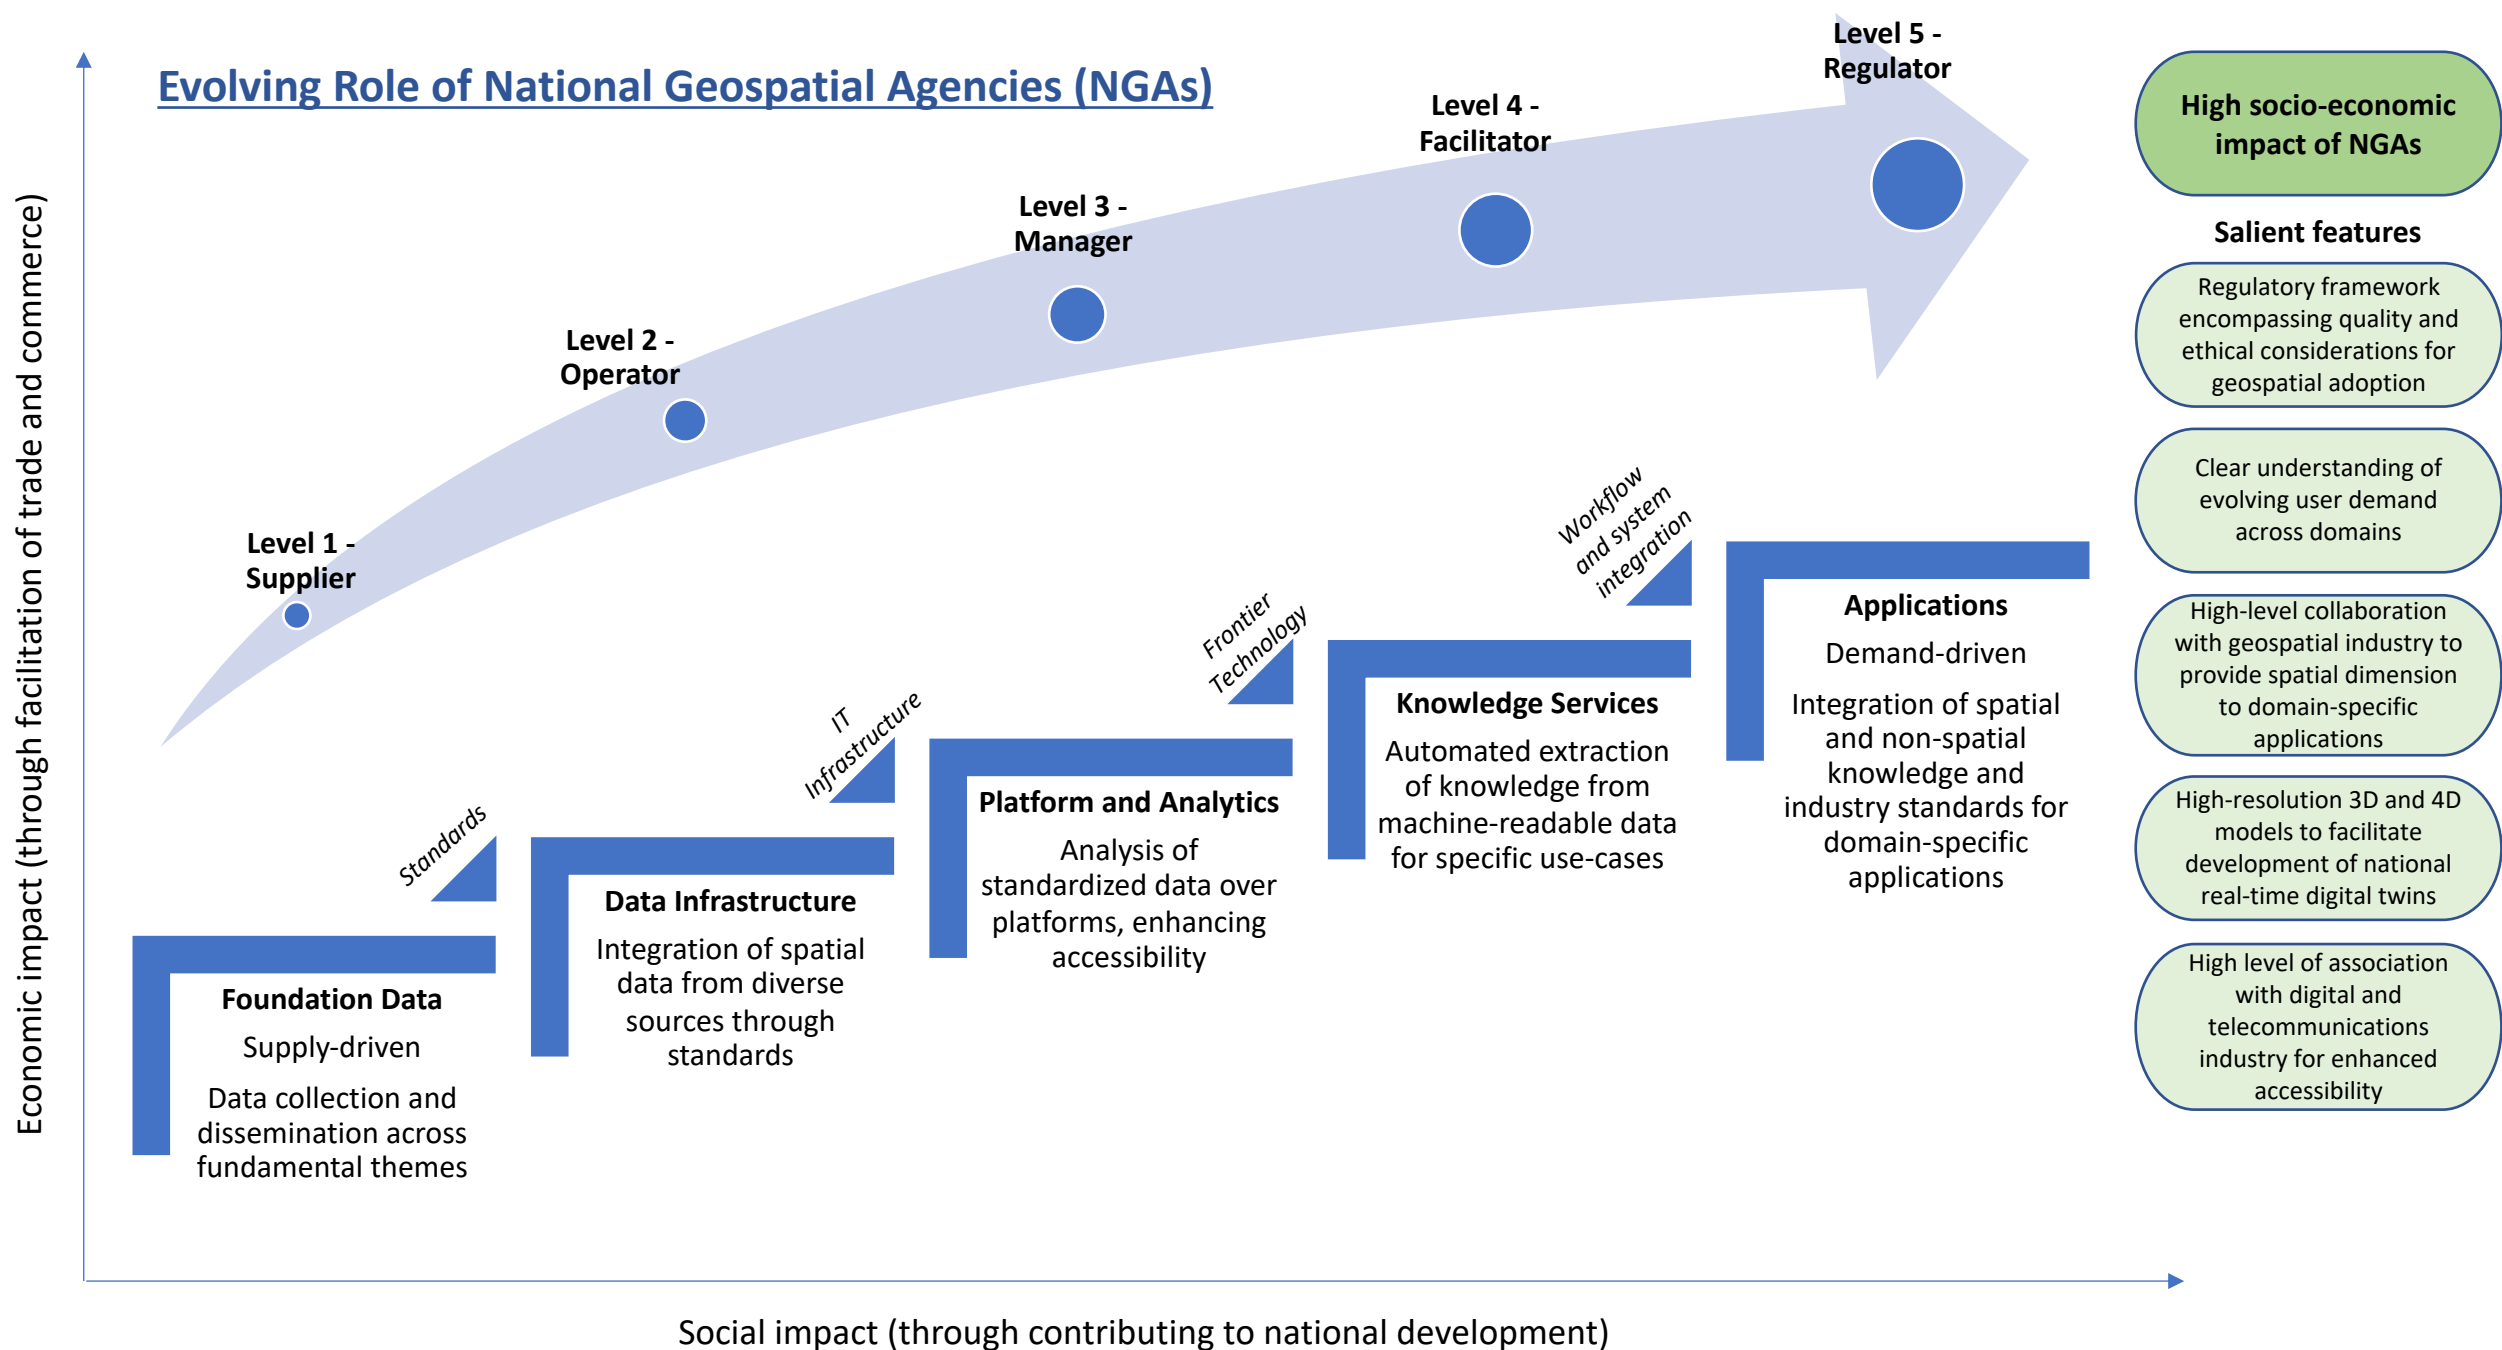 Evolving Role of National Geospatial Agencies (NGAs)
Economic impact (through facilitation of trade and commerce)
Level 1 -
Supplier
Level 2 -
Operator
Level 3 -
Manager
Level 4 -
Facilitator
Level 5 -
Regulator
Foundation Data
Supply-driven
Data collection and
dissemination across
fundamental themes
Standards
Data Infrastructure
Integration of spatial
data from diverse
sources through
standards
IT
Infrastructure
Platform and Analytics
Analysis of
standardized data over
platforms, enhancing
accessibility
Frontier
Technology
Knowledge Services
Automated extraction
of knowledge from
machine-readable data
for specific use-cases
Workflow
and system
integration
Applications
Demand-driven
Integration of spatial
and non-spatial
knowledge and
industry standards for
domain-specific
applications
High socio-economic
impact of NGAs
Salient features
Regulatory framework
encompassing quality and
ethical considerations for
geospatial adoption
Clear understanding of
evolving user demand
across domains
High-level collaboration
with geospatial industry to
provide spatial dimension
to domain-specific
applications
High-resolution 3D and 4D
models to facilitate
development of national
real-time digital twins
High level of association
with digital and
telecommunications
industry for enhanced
accessibility
Social impact (through contributing to national development)